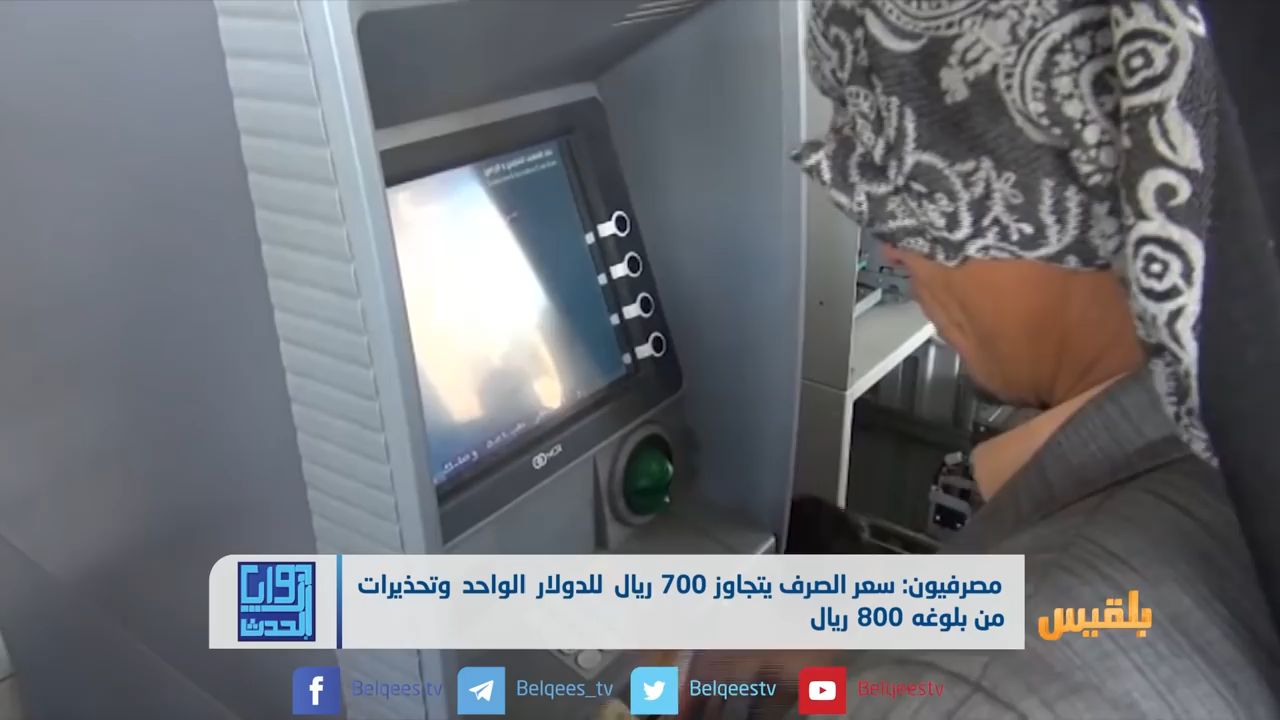 NCR
مصرفيون: سعر الصرف يتجاوز 700 ريال للدولار الواحد وتحذيرات
من بلوغه 800 ريال
زوايا
الحدث
بلقيس
Belqees.tv
Belqees_tv
Belqeestv
Belqeestv